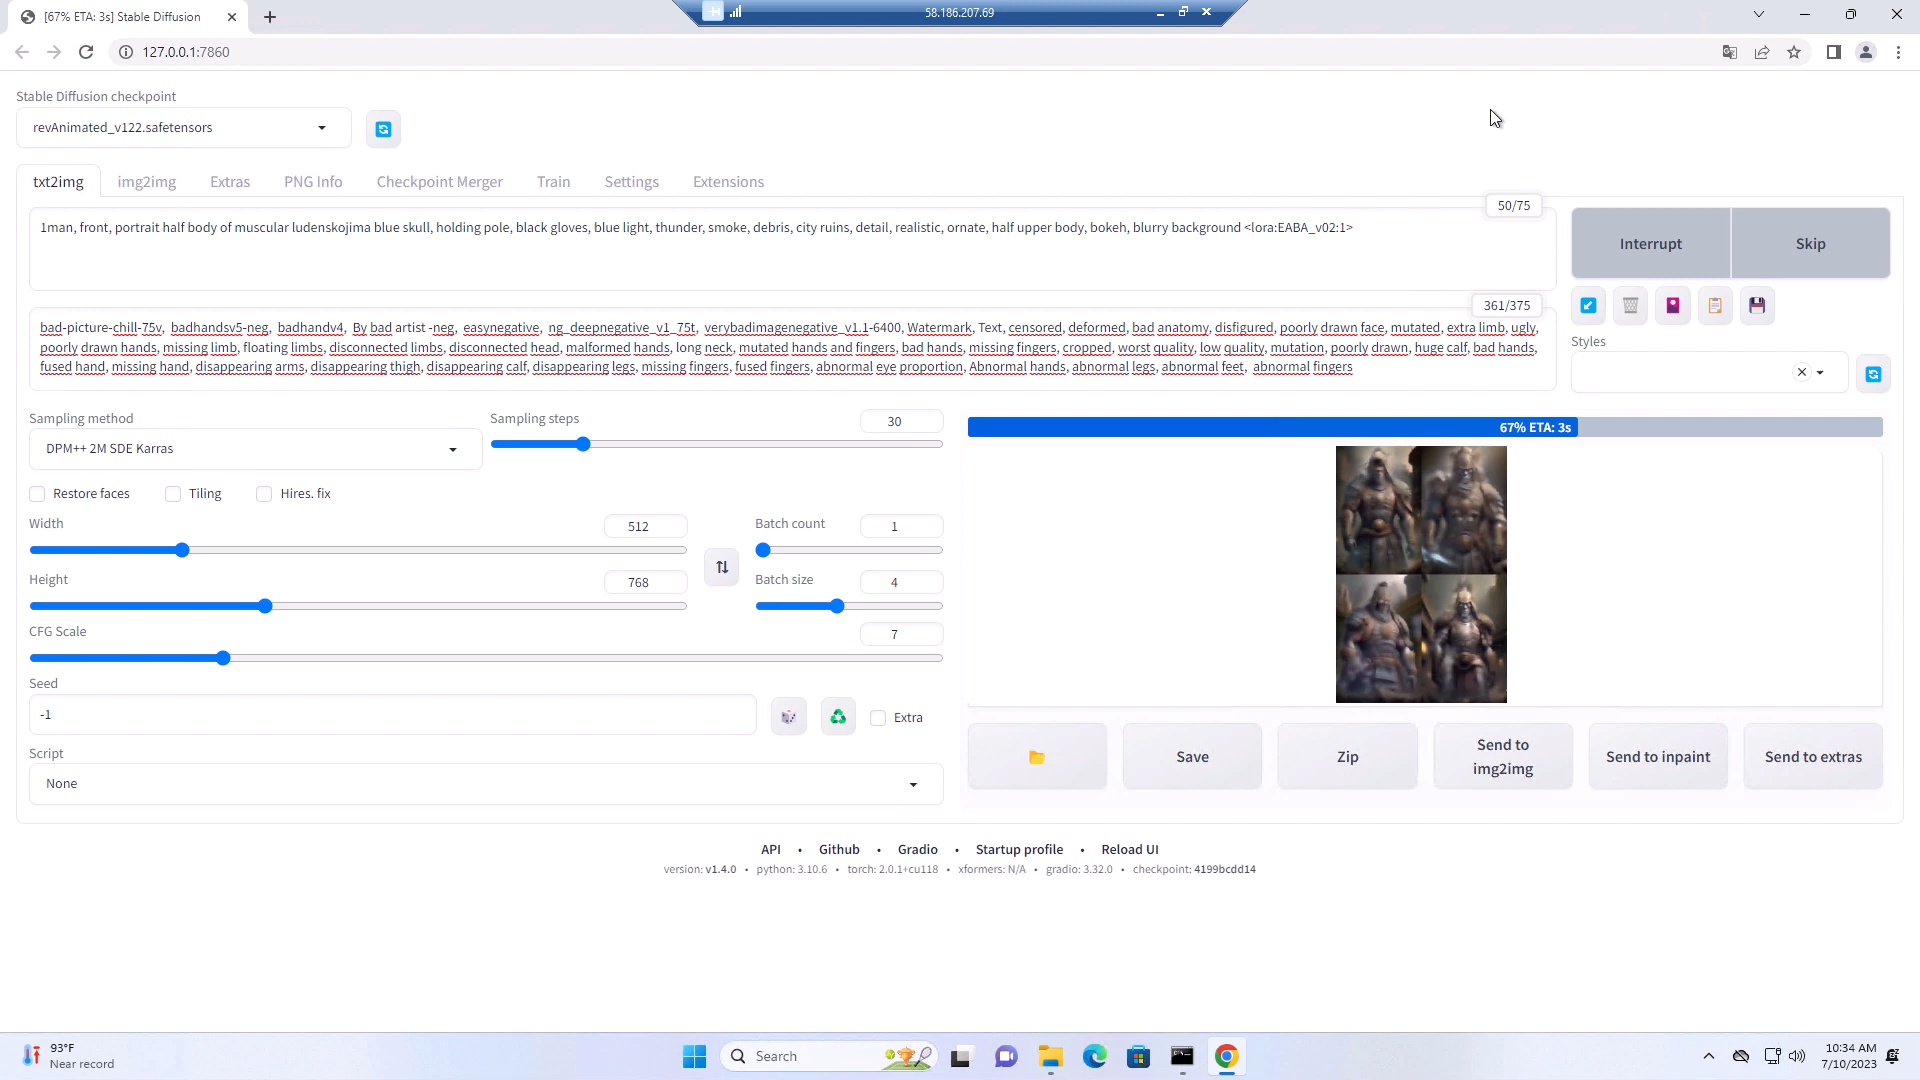 [67% ETA: 3s] Stable Diffusion
58.186.207.69
127.0.0.1:7860
Stable Diffusion checkpoint
revAnimated_v122.safetensors
txt2img img2img Extras PNG Info Checkpoint Merger Train Settings Extensions
50/75
1man, front, portrait half body of muscular ludenskojima blue skull, holding pole, black gloves, blue light, thunder, smoke, debris, city ruins, detail, realistic, ornate, half upper body, bokeh, blurry background <lora:EABA_v02:1>
Interrupt Skip
361/375
bad-picture-chill-75v, badhandsv5-neg, badhandv4, By bad artist -neg, easynegative, ng_deepnegative_v1_75t, verybadimagenegative_v1.1-6400, Watermark, Text, censored, deformed, bad anatomy, disfigured, poorly drawn face, mutated, extra limb, ugly,
poorly drawn hands, missing limb, floating limbs, disconnected limbs, disconnected head, malformed hands, long neck, mutated hands and fingers, bad hands, missing fingers, cropped, worst quality, low quality, mutation, poorly drawn, huge calf, bad hands,
fused hand, missing hand, disappearing arms, disappearing thigh, disappearing calf, disappearing legs, missing fingers, fused fingers, abnormal eye proportion, Abnormal hands, abnormal legs, abnormal feet, abnormal fingers
Styles
Sampling method
DPM++ 2M SDE Karras
Sampling steps
30
67% ETA: 3s
Restore faces Tiling Hires. fix
Width
512
Batch count
1
Height
768
Batch size
4
CFG Scale
7
Seed
-1
Extra
Script
None
Save
Zip
Send to
img2img
Send to inpaint
Send to extras
API • Github • Gradio • Startup profile • Reload UI
version: v1.4.0 • python: 3.10.6 • torch: 2.0.1+cu118 • xformers: N/A • gradio: 3.32.0 • checkpoint: 4199bcdd14
93°F
Near record
Search
10:34 AM
7/10/2023